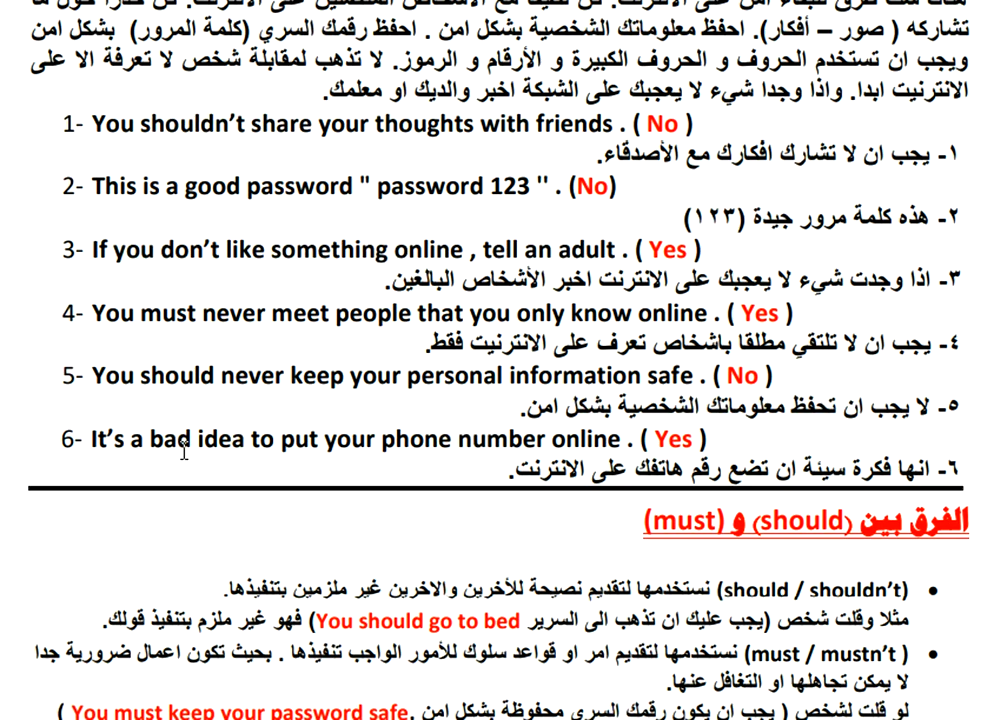 تشاركه ( صور – أفكار). احفظ معلوماتك الشخصية بشكل امن . احفظ رقمك السري (كلمة المرور) بشكل امن
ويجب ان تستخدم الحروف و الحروف الكبيرة و الأرقام و الرموز. لا تذهب لمقابلة شخص لا تعرفة الا على
الانترنيت ابدا. واذا وجدا شيء لا يعجبك على الشبكة اخبر والديك او معلمك.
1- You shouldn't share your thoughts with friends . ( No )
١- يجب ان لا تشارك افكارك مع الأصدقاء.
2- This is a good password " password 123 '' . (No)
٢- هذه كلمة مرور جيدة (١٢٣)
3- If you don't like something online , tell an adult . ( Yes )
٣- اذا وجدت شيء لا يعجبك على الانترنت اخبر الأشخاص البالغين.
4- You must never meet people that you only know online . ( Yes )
٤- يجب ان لا تلتقي مطلقا باشخاص تعرف على الانترنيت فقط.
5- You should never keep your personal information safe . ( No )
٥- لا يجب ان تحفظ معلوماتك الشخصية بشكل امن.
6- It's a bad idea to put your phone number online . ( Yes )
٦- انها فكرة سيئة ان تضع رقم هاتفك على الانترنت.
الفرق بين (should) و (must)
• (should / shouldn't) نستخدمها لتقديم نصيحة للأخرين والاخرين غير ملزمين بتنفيذها.
مثلا وقلت شخص (يجب عليك ان تذهب الى السرير You should go to bed) فهو غير ملزم بتنفيذ قولك.
• (must / mustn't ) نستخدمها لتقديم امر او قواعد سلوك للأمور الواجب تنفيذها . بحيث تكون اعمال ضرورية جدا
لا يمكن تجاهلها او التغافل عنها.
لو قلت لشخص ( يجب ان يكون رقمك السري محفوظة بشكل امن .You must keep your password safe )